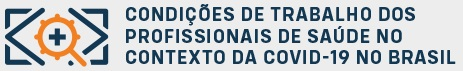 CONDIÇÕES DE TRABALHO DOS
PROFISSIONAIS DE SAÚDE NO
CONTEXTO DA COVID-19 NO BRASIL